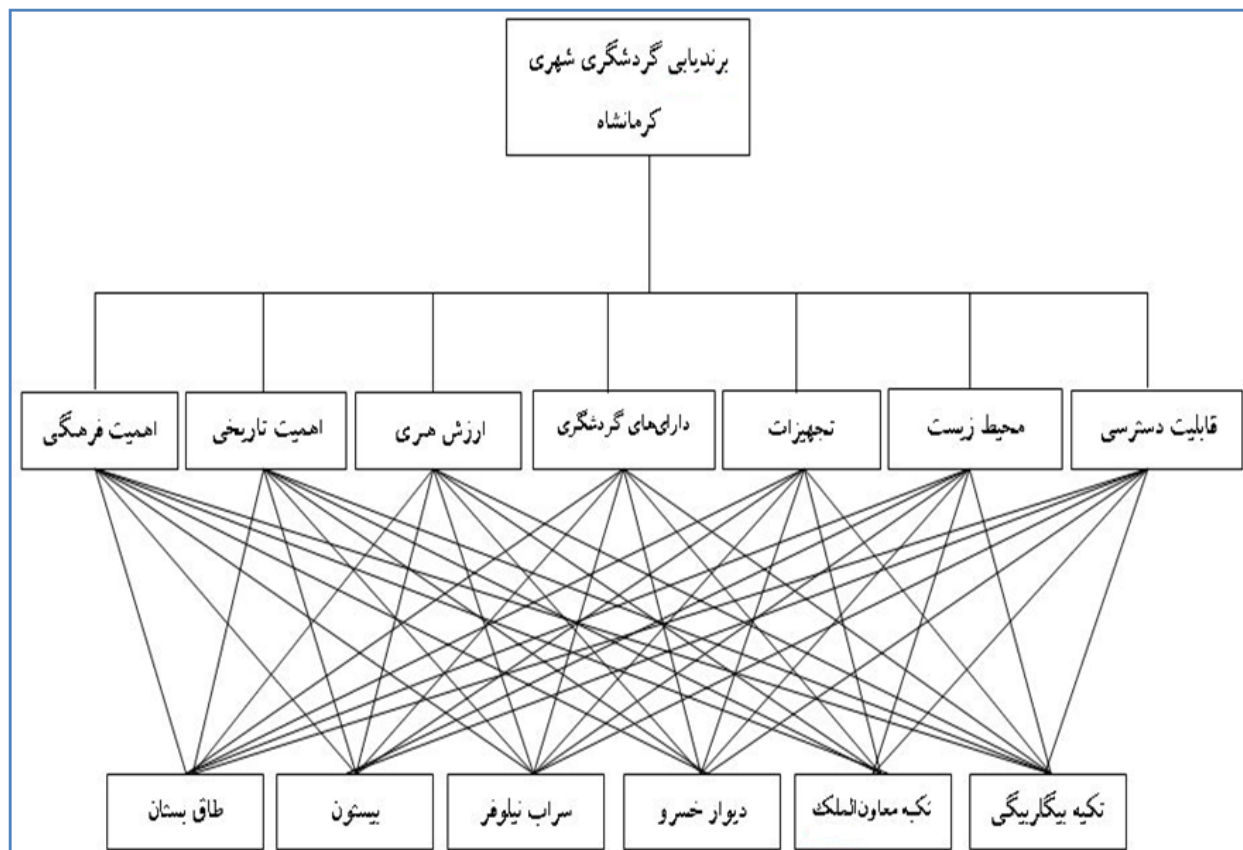 برندیابی گردشگری شهری
کرمانشاه
قابلیت دسترسی
محیط زیست
تجهیزات
دارای‌های گردشگری
ارزش هنری
اهمیت تاریخی
اهمیت فرهنگی
تکیه بیگلربیگی
تکیه معاون‌الملک
دیوار خسرو
سراب نیلوفر
بیستون
طاق بستان